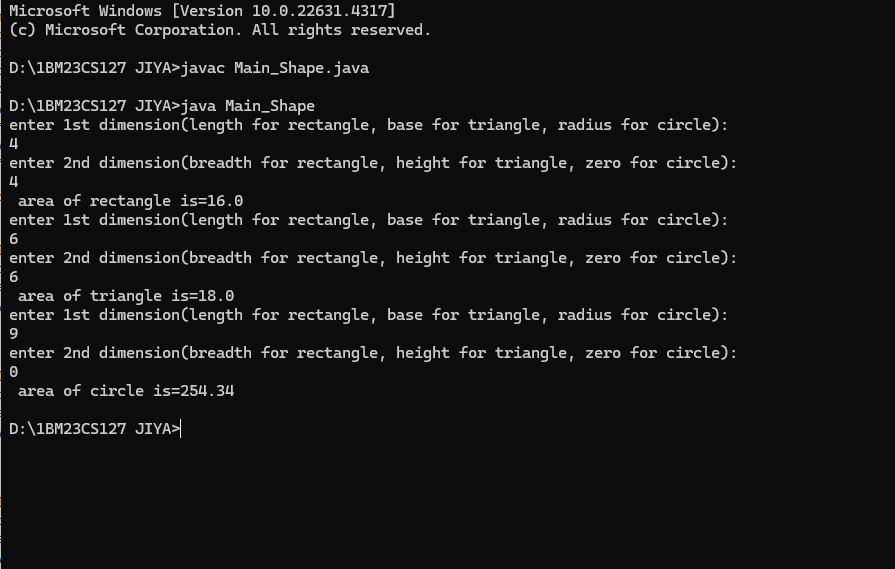 Microsoft Windows [Version 10.0.22631.4317]
(c) Microsoft Corporation. All rights reserved.
D:\1BM23CS127 JIYA>javac Main_Shape.java
D:\1BM23CS127 JIYA>java Main_Shape
enter 1st dimension(length for rectangle, base for triangle, radius for circle):
4
enter 2nd dimension(breadth for rectangle, height for triangle, zero for circle):
4
 area of rectangle is=16.0
enter 1st dimension(length for rectangle, base for triangle, radius for circle):
6
enter 2nd dimension(breadth for rectangle, height for triangle, zero for circle):
6
 area of triangle is=18.0
enter 1st dimension(length for rectangle, base for triangle, radius for circle):
9
enter 2nd dimension(breadth for rectangle, height for triangle, zero for circle):
0
 area of circle is=254.34
D:\1BM23CS127 JIYA>